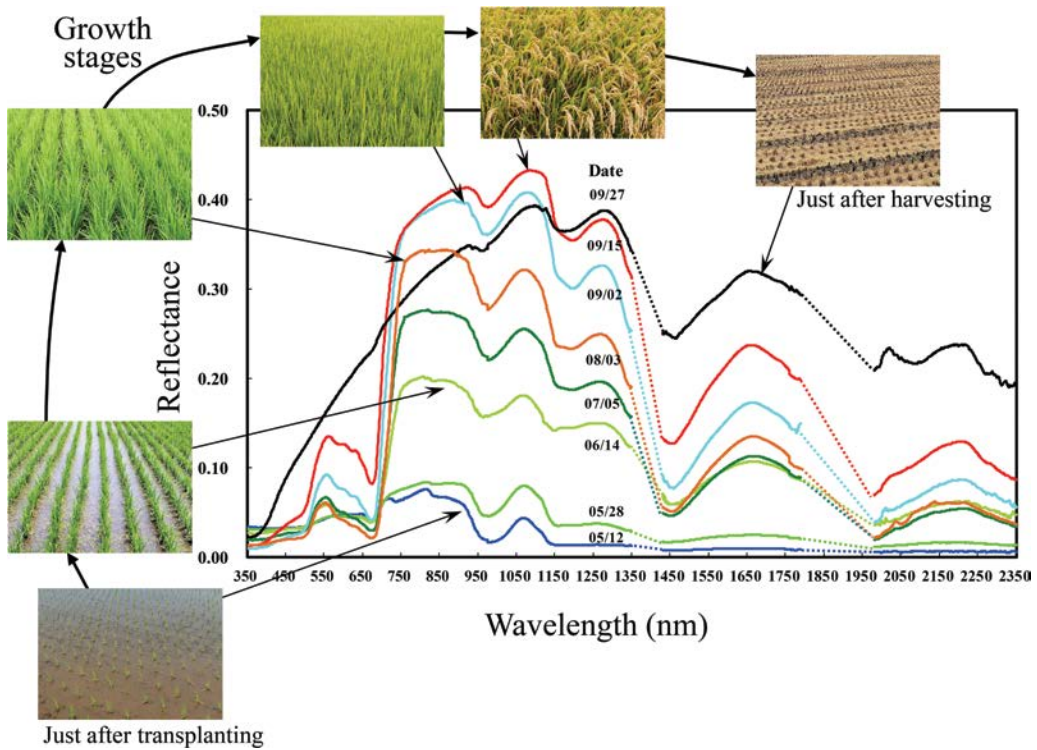 Growth
stages
0.50
0.40
0.30
0.20
0.10
0.00
Reflectance
Date
09/27
09/15
09/02
08/03
07/05
06/14
05/28
05/12
Just after harvesting
350 450 550 650 750 850 950 1050 1150 1250 1350 1450 1550 1650 1750 1850 1950 2050 2150 2250 2350
Wavelength (nm)
Just after transplanting